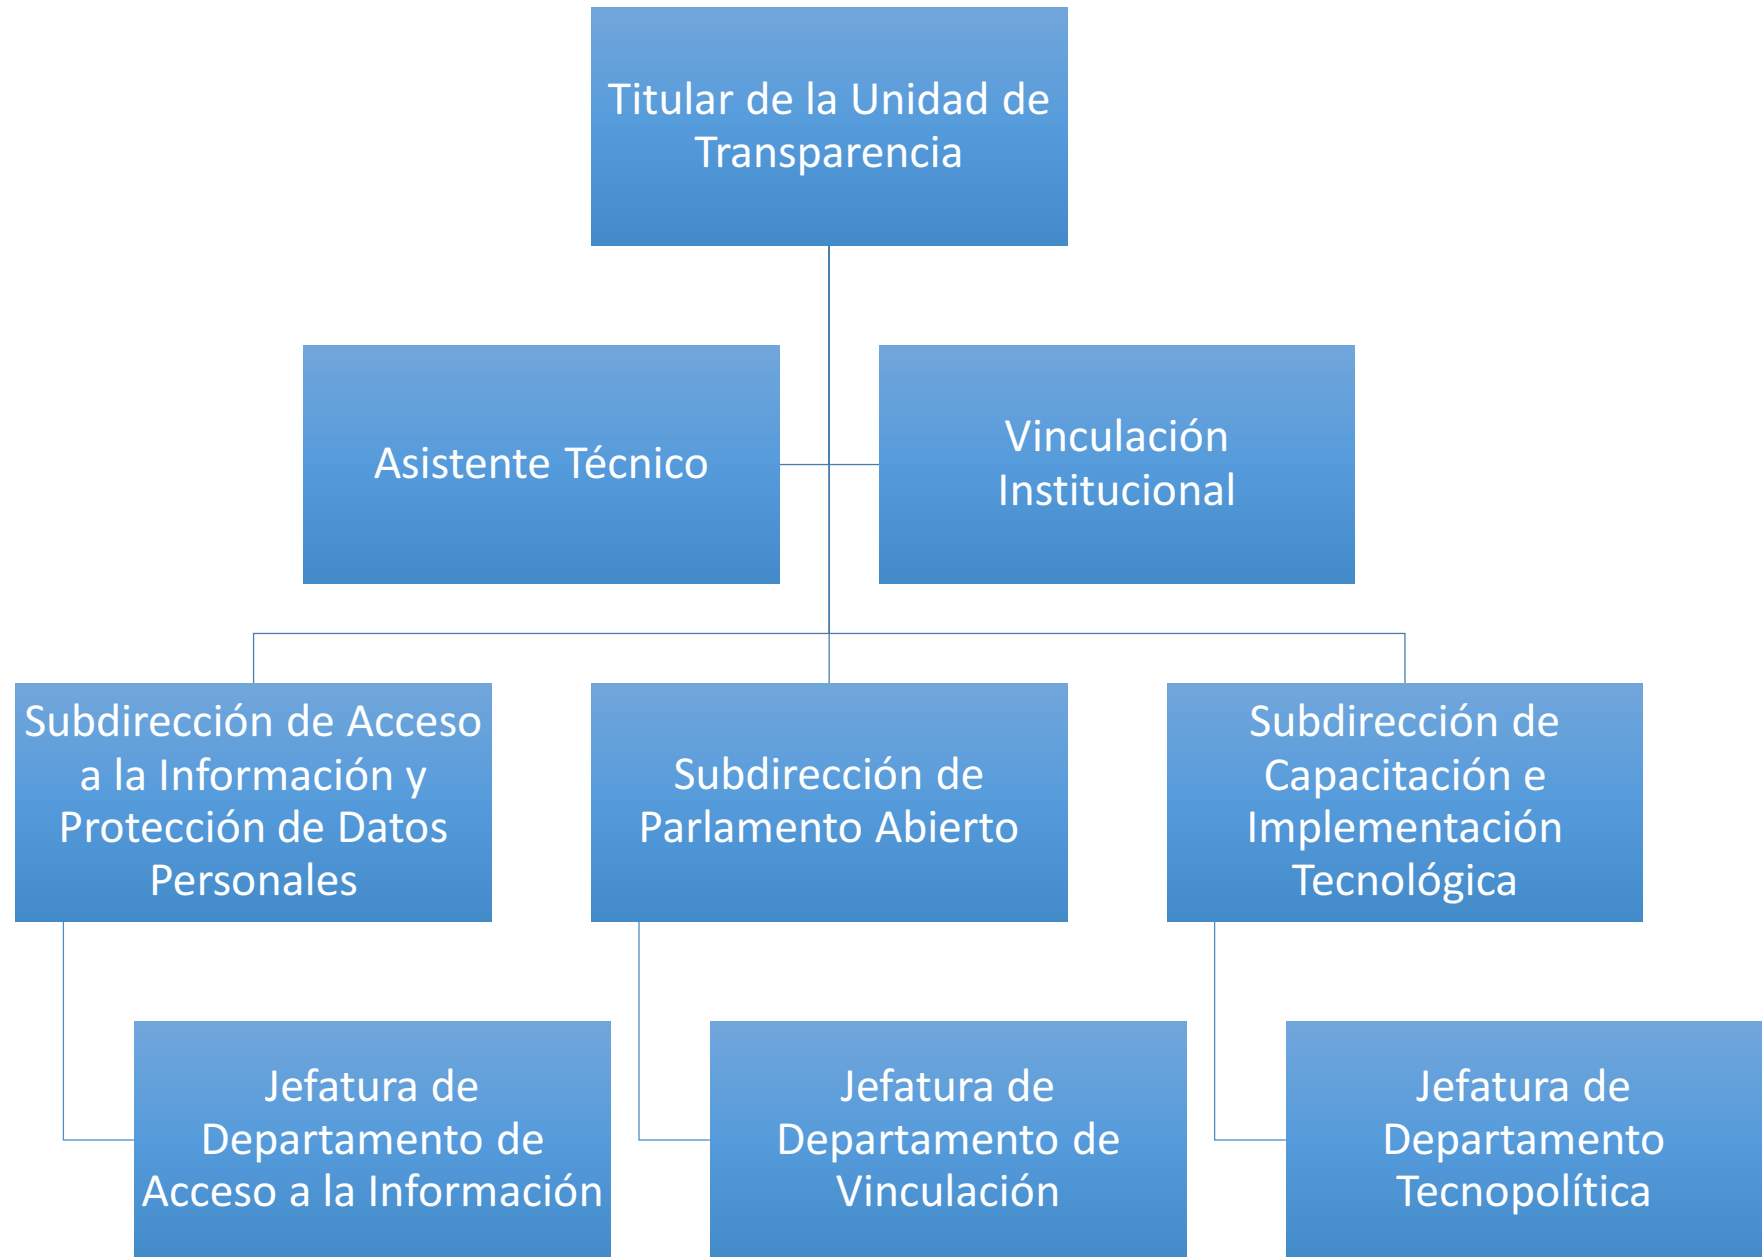 Titular de la Unidad de
Transparencia
Asistente Técnico
Vinculación
Institucional
Subdirección de Acceso
a la Información y
Protección de Datos
Personales
Subdirección de
Parlamento Abierto
Subdirección de
Capacitación e
Implementación
Tecnológica
Jefatura de
Departamento de
Acceso a la Información
Jefatura de
Departamento de
Vinculación
Jefatura de
Departamento
Tecnopolítica